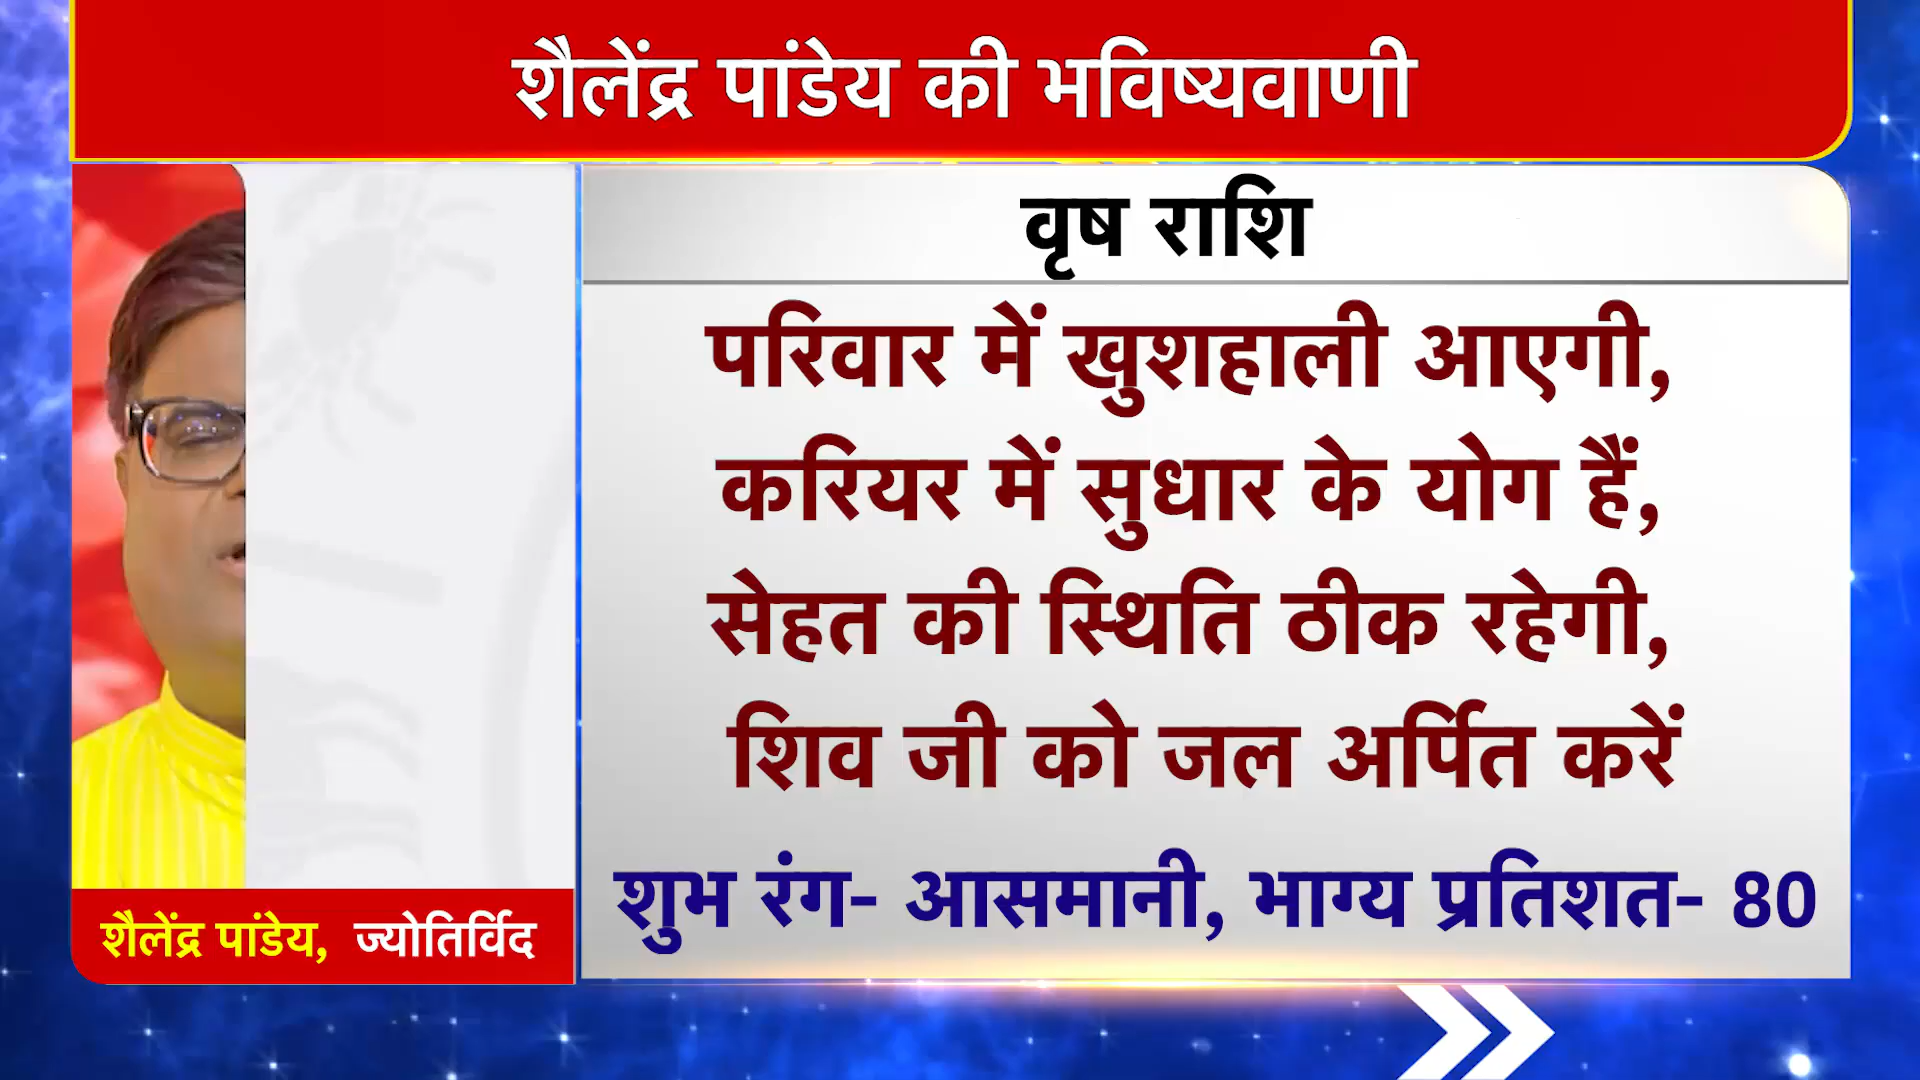 शैलेंद्र पांडेय की भविष्यवाणी
वृष राशि
परिवार में खुशहाली आएगी,
करियर में सुधार के योग हैं,
सेहत की स्थिति ठीक रहेगी,
शिव जी को जल अर्पित करें
शुभ रंग- आसमानी, भाग्य प्रतिशत- 80
शैलेंद्र पांडेय, ज्योतिर्विद